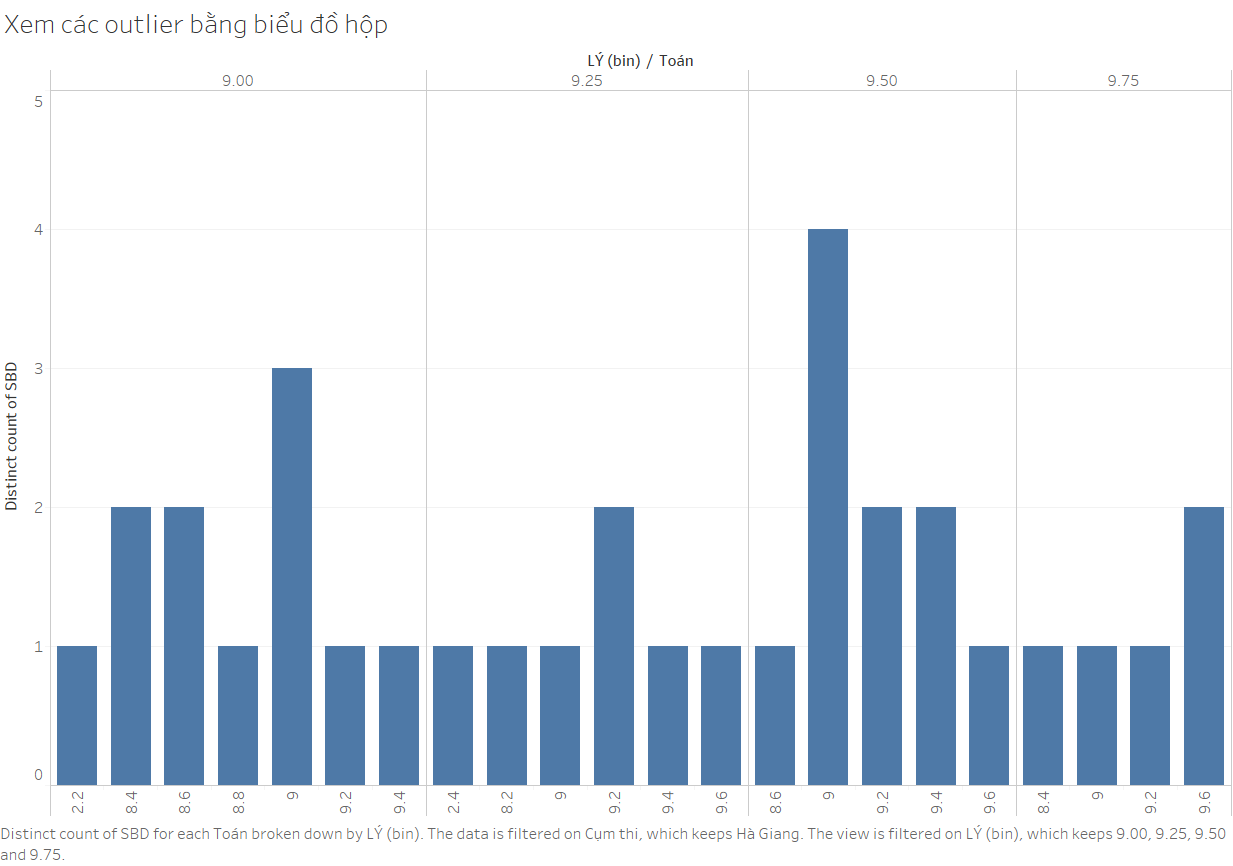 Xem các outlier bằng biểu đồ hộp
LÝ (bin) / Toán
9.00 9.25 9.50 9.75
5
4
3
2
1
0
Distinct count of SBD
2.2 8.4 8.6 8.8 9 9.2 9.4 2.4 8.2 9 9.2 9.4 9.6 8.6 9 9.2 9.4 9.6 8.4 9 9.2 9.6
Distinct count of SBD for each Toán broken down by LÝ (bin). The data is filtered on Cụm thi, which keeps Hà Giang. The view is filtered on LÝ (bin), which keeps 9.00, 9.25, 9.50
and 9.75.